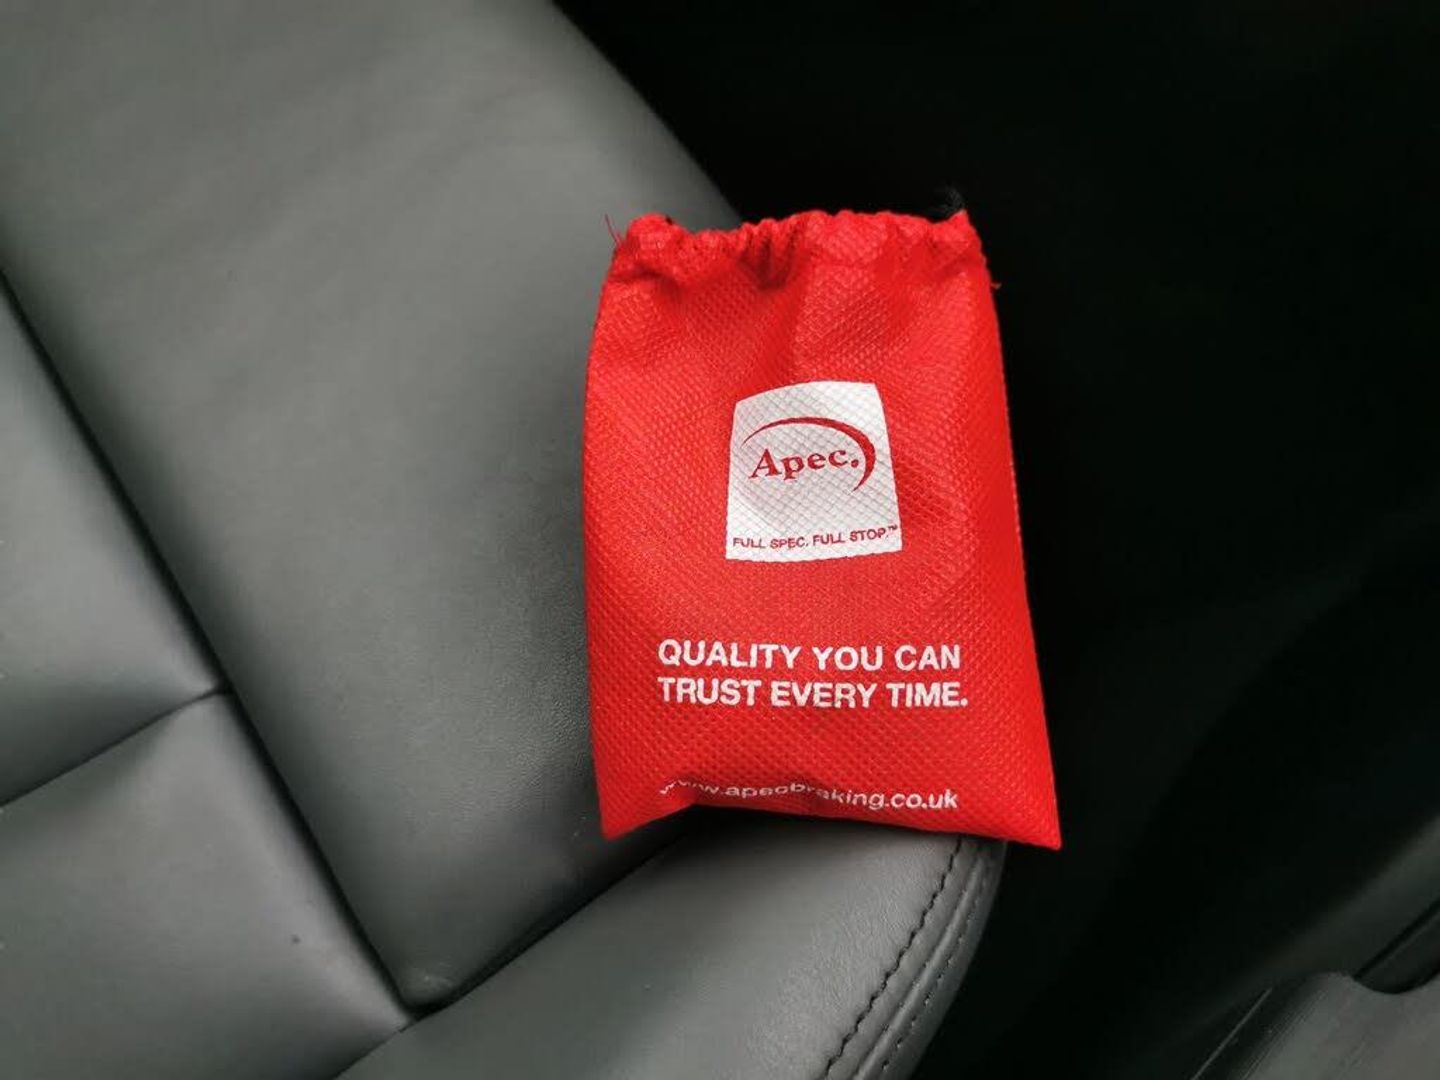 Apec.
FULL SPEC. FULL STOP.™
QUALITY YOU CAN
TRUST EVERY TIME.
www.apecbraking.co.uk